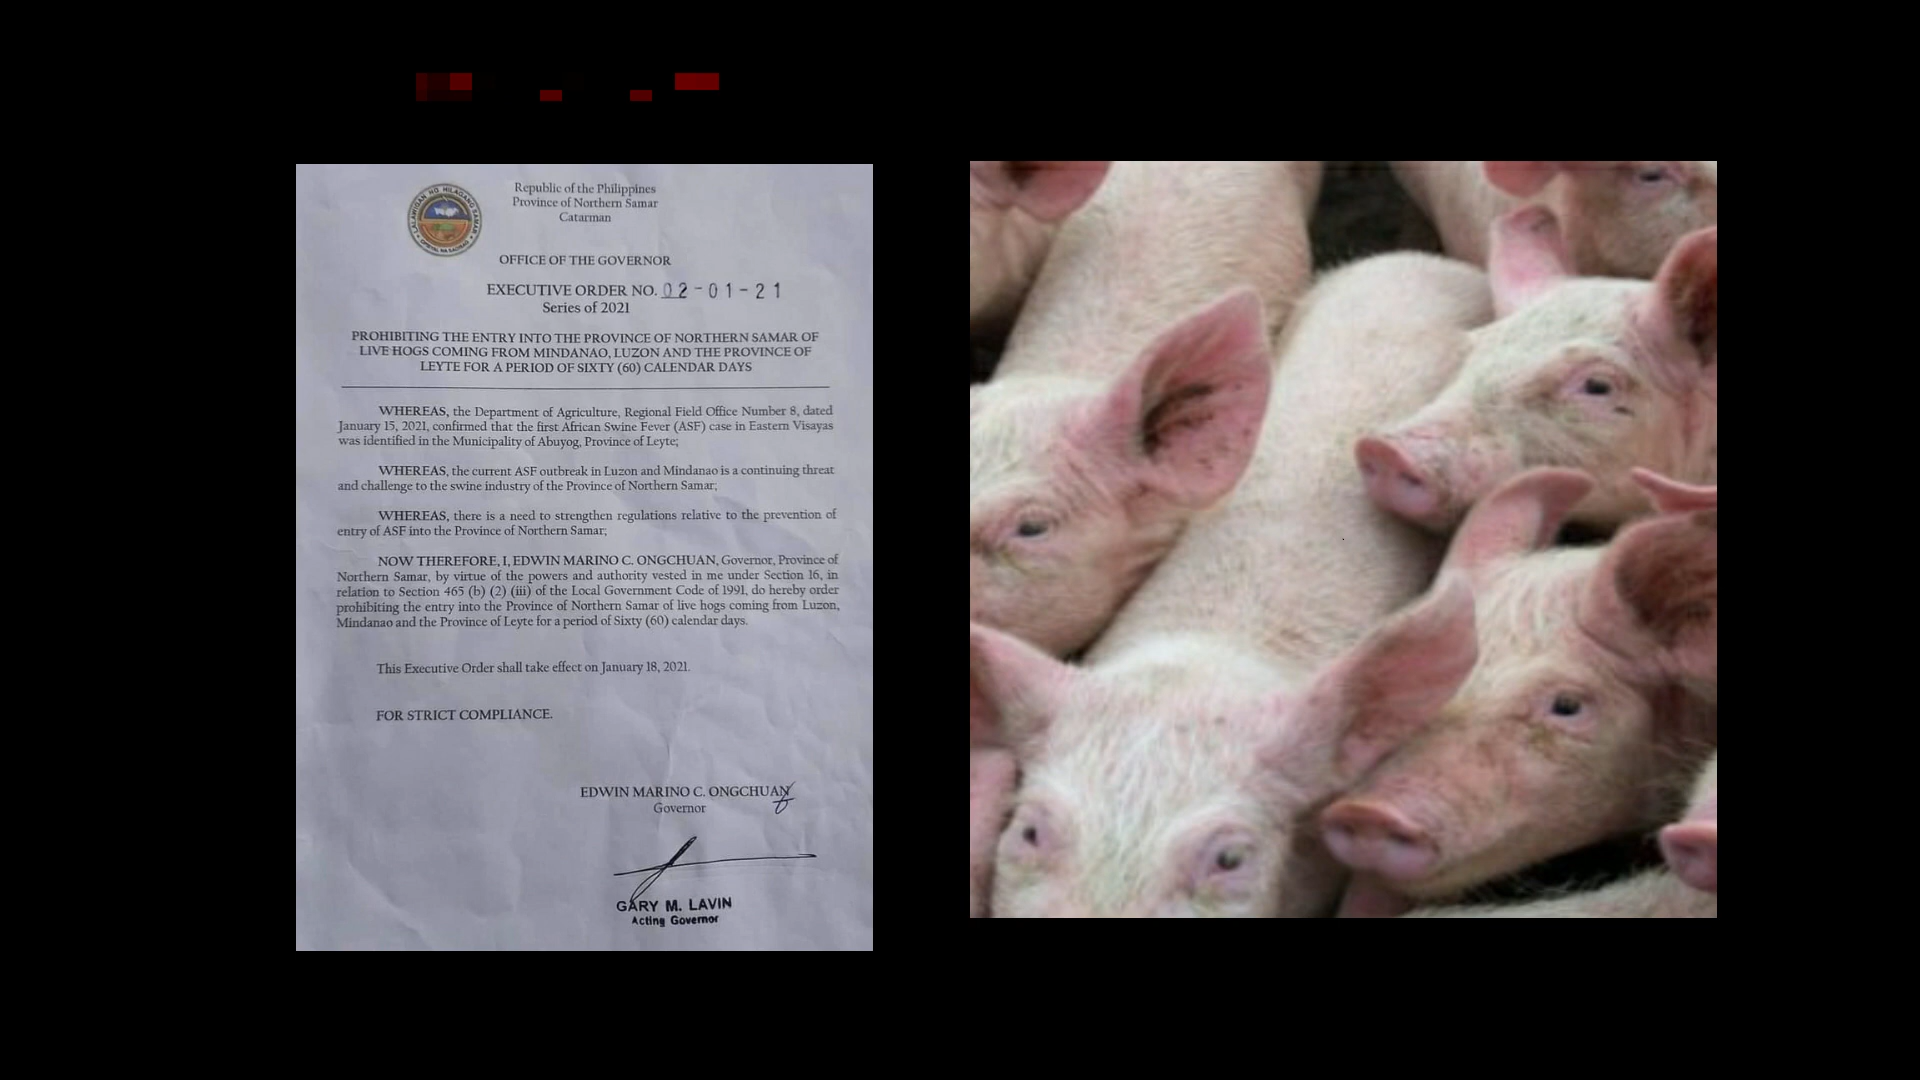 LALAWIGAN NG HILAGANG SAMAR
Republic of the Philippines
Province of Northern Samar
Catarman
OFFICE OF THE GOVERNOR
EXECUTIVE ORDER NO. 02-01-21
Series of 2021
PROHIBITING THE ENTRY INTO THE PROVINCE OF NORTHERN SAMAR OF
LIVE HOGS COMING FROM MINDANAO, LUZON AND THE PROVINCE OF
LEYTE FOR A PERIOD OF SIXTY (60) CALENDAR DAYS
WHEREAS, the Department of Agriculture, Regional Field Office Number 8, dated
January 15, 2021, confirmed that the first African Swine Fever (ASF) case in Eastern Visayas
was identified in the Municipality of Abuyog, Province of Leyte;
WHEREAS, the current ASF outbreak in Luzon and Mindanao is a continuing threat
and challenge to the swine industry of the Province of Northern Samar;
WHEREAS, there is a need to strengthen regulations relative to the prevention of
entry of ASF into the Province of Northern Samar;
NOW THEREFORE, I, EDWIN MARINO C. ONGCHUAN, Governor, Province of
Northern Samar, by virtue of the powers and authority vested in me under Section 16, in
relation to Section 465 (b) (2) (iii) of the Local Government Code of 1991, do hereby order
prohibiting the entry into the Province of Northern Samar of live hogs coming from Luzon,
Mindanao and the Province of Leyte for a period of Sixty (60) calendar days.
This Executive Order shall take effect on January 18, 2021.
FOR STRICT COMPLIANCE.
EDWIN MARINO C. ONGCHUAN
Governor
GARY M. LAVIN
Acting Governor